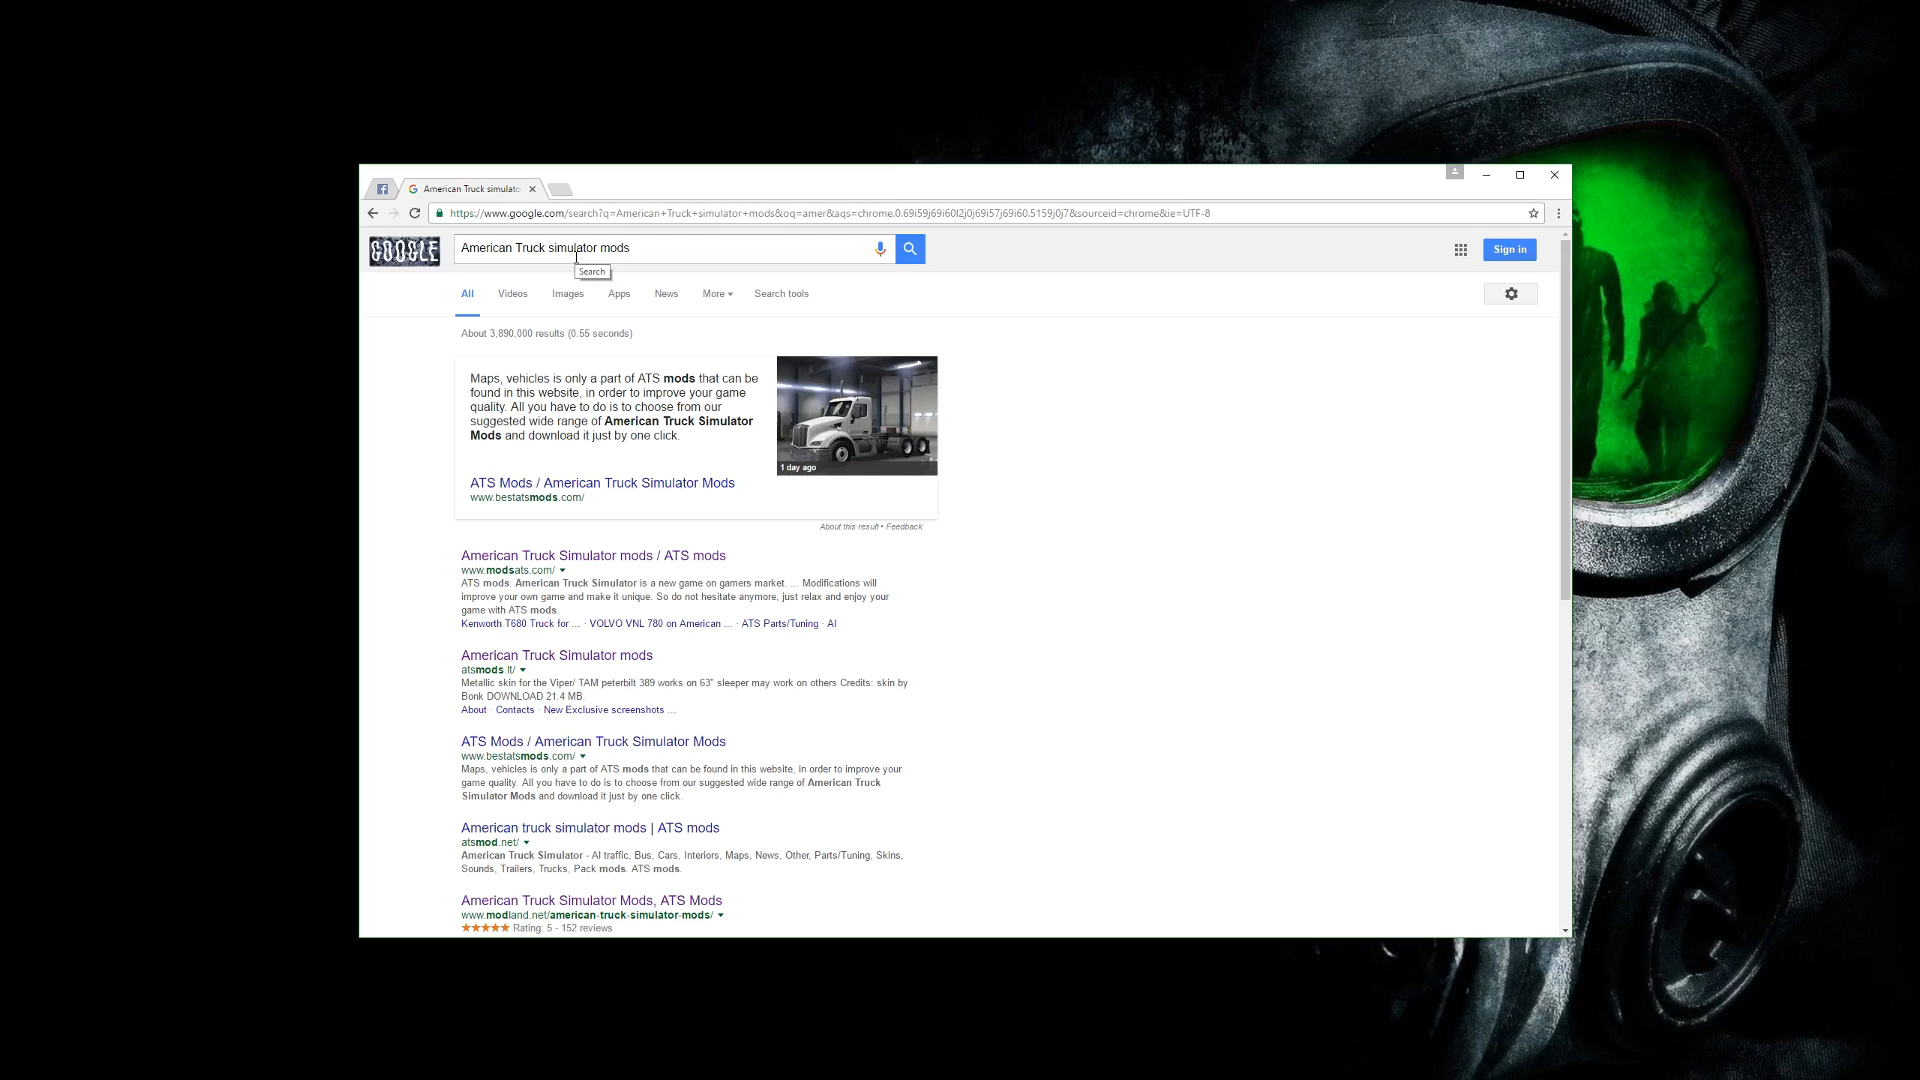 American Truck simulato
https://www.google.com/search?q=American+Truck+simulator+mods&oq=amer&aqs=chrome.0.69i59j69i60l2j0j69i57j69i60.5159j0j7&sourceid=chrome&ie=UTF-8
GOOGLE
American Truck simulator mods
Sign in
Search
All Videos Images Apps News More Search tools
About 3,890,000 results (0.55 seconds)
Maps, vehicles is only a part of ATS mods that can be
found in this website, in order to improve your game
quality. All you have to do is to choose from our
suggested wide range of American Truck Simulator
Mods and download it just by one click.
1 day ago
ATS Mods / American Truck Simulator Mods
www.bestatsmods.com/
About this result • Feedback
American Truck Simulator mods / ATS mods
www.modsats.com/
ATS mods. American Truck Simulator is a new game on gamers market. ... Modifications will
improve your own game and make it unique. So do not hesitate anymore, just relax and enjoy your
game with ATS mods.
Kenworth T680 Truck for ... · VOLVO VNL 780 on American ... · ATS Parts/Tuning · AI
American Truck Simulator mods
atsmods.lt/
Metallic skin for the Viper/ TAM peterbilt 389 works on 63" sleeper may work on others Credits: skin by
Bonk DOWNLOAD 21.4 MB.
About · Contacts · New Exclusive screenshots ...
ATS Mods / American Truck Simulator Mods
www.bestatsmods.com/
Maps, vehicles is only a part of ATS mods that can be found in this website, in order to improve your
game quality. All you have to do is to choose from our suggested wide range of American Truck
Simulator Mods and download it just by one click.
American truck simulator mods | ATS mods
atsmod.net/
American Truck Simulator - AI traffic, Bus, Cars, Interiors, Maps, News, Other, Parts/Tuning, Skins,
Sounds, Trailers, Trucks, Pack mods. ATS mods.
American Truck Simulator Mods, ATS Mods
www.modland.net/american-truck-simulator-mods/
Rating: 5 - 152 reviews